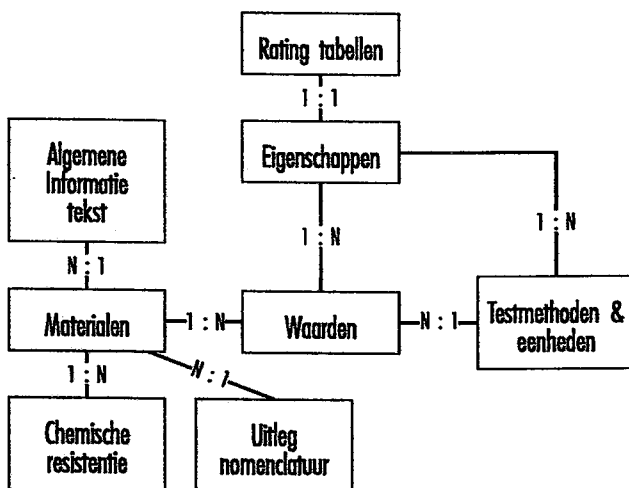 Rating tabellen
1 : 1
Algemene
Informatie
tekst
Eigenschappen
1 : N
1 : N
N : 1
Materialen
1 : N
Waarden
N : 1
Testmethoden &
eenheden
1 : N
N : 1
Chemische
resistentie
Uitleg
nomenclatuur